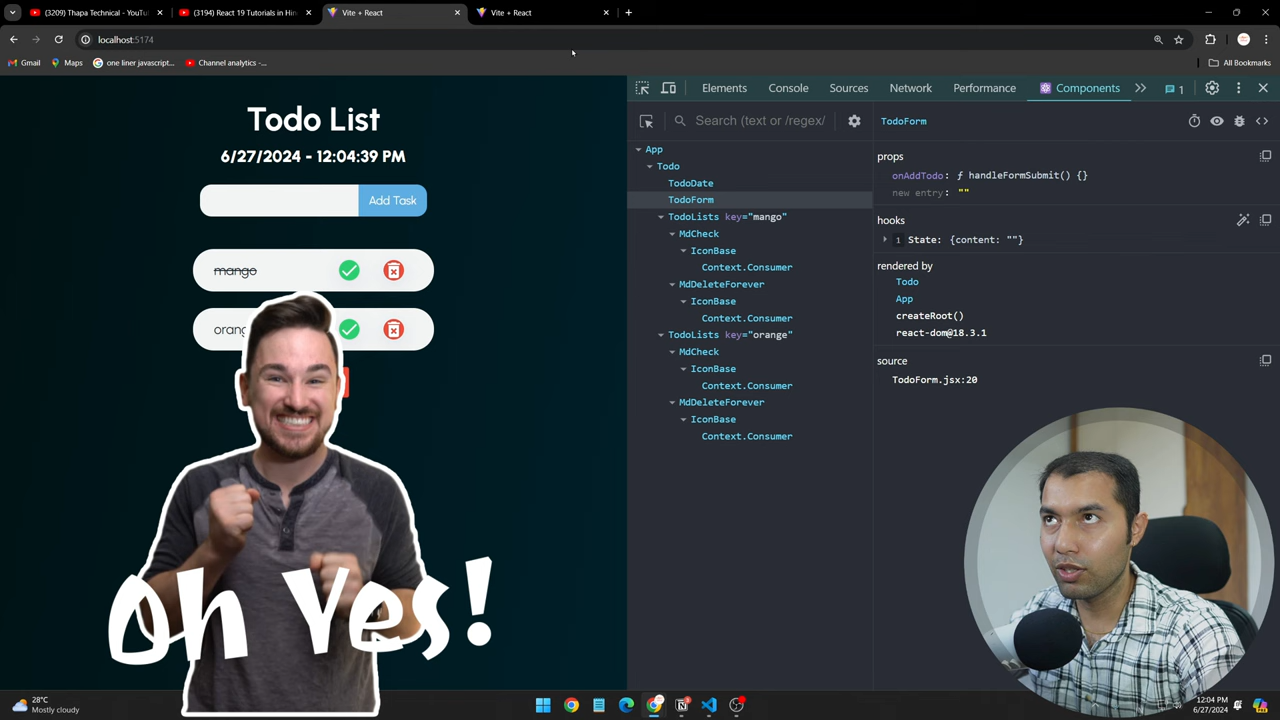 (3209) Thapa Technical - YouTu
(3194) React 19 Tutorials in Hin
Vite + React
Vite + React
localhost:5174
Gmail
Maps
one liner javascript...
Channel analytics -...
All Bookmarks
Todo List
6/27/2024 - 12:04:39 PM
Add Task
mango
orang
Oh Yes!
Elements
Console
Sources
Network
Performance
Components
1
Search (text or /regex/
App
Todo
TodoDate
TodoForm
TodoLists key="mango"
MdCheck
IconBase
Context.Consumer
MdDeleteForever
IconBase
Context.Consumer
TodoLists key="orange"
MdCheck
IconBase
Context.Consumer
MdDeleteForever
IconBase
Context.Consumer
TodoForm
props
onAddTodo: ƒ handleFormSubmit() {}
new entry: ""
hooks
1 State: {content: ""}
rendered by
Todo
App
createRoot()
react-dom@18.3.1
source
TodoForm.jsx:20
28°C
Mostly cloudy
12:04 PM
6/27/2024